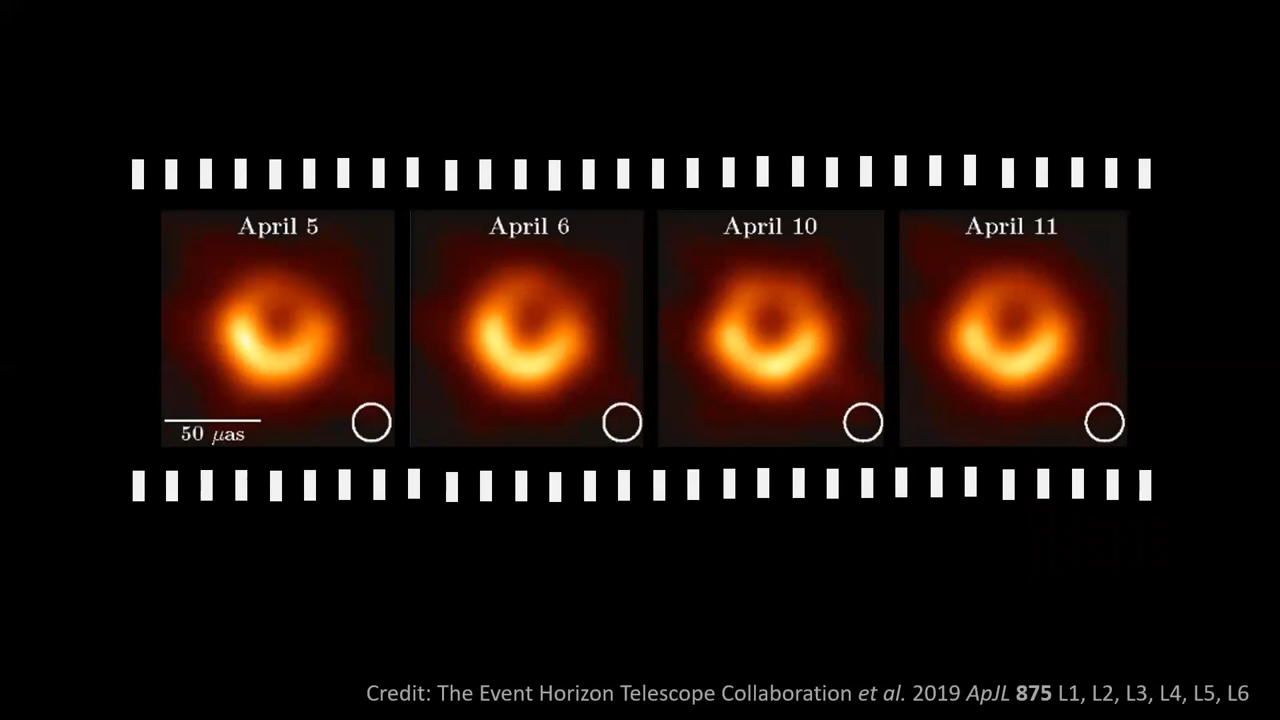 April 5
April 6
April 10
April 11
50 μas
Credit: The Event Horizon Telescope Collaboration et al. 2019 ApJL 875 L1, L2, L3, L4, L5, L6